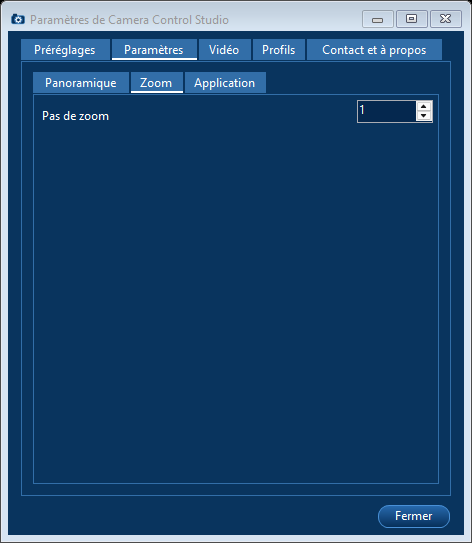 Paramètres de Camera Control Studio
Préréglages Paramètres Vidéo Profils Contact et à propos
Panoramique Zoom Application
Pas de zoom 1
Fermer